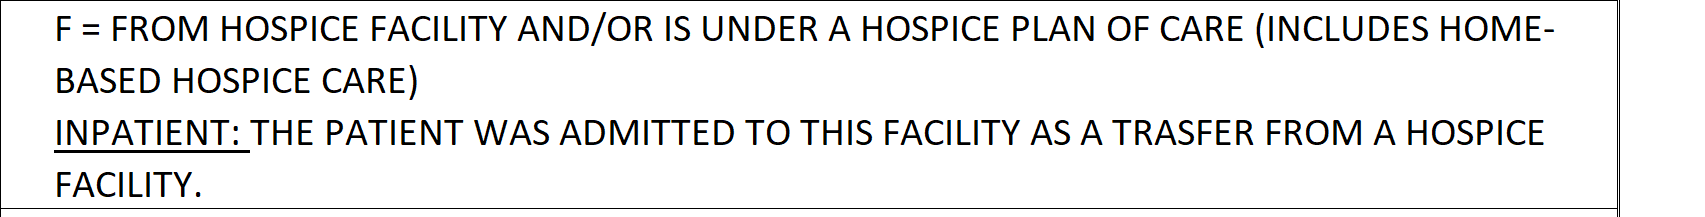 F = FROM HOSPICE FACILITY AND/OR IS UNDER A HOSPICE PLAN OF CARE (INCLUDES HOME-
BASED HOSPICE CARE)
INPATIENT: THE PATIENT WAS ADMITTED TO THIS FACILITY AS A TRASFER FROM A HOSPICE
FACILITY.